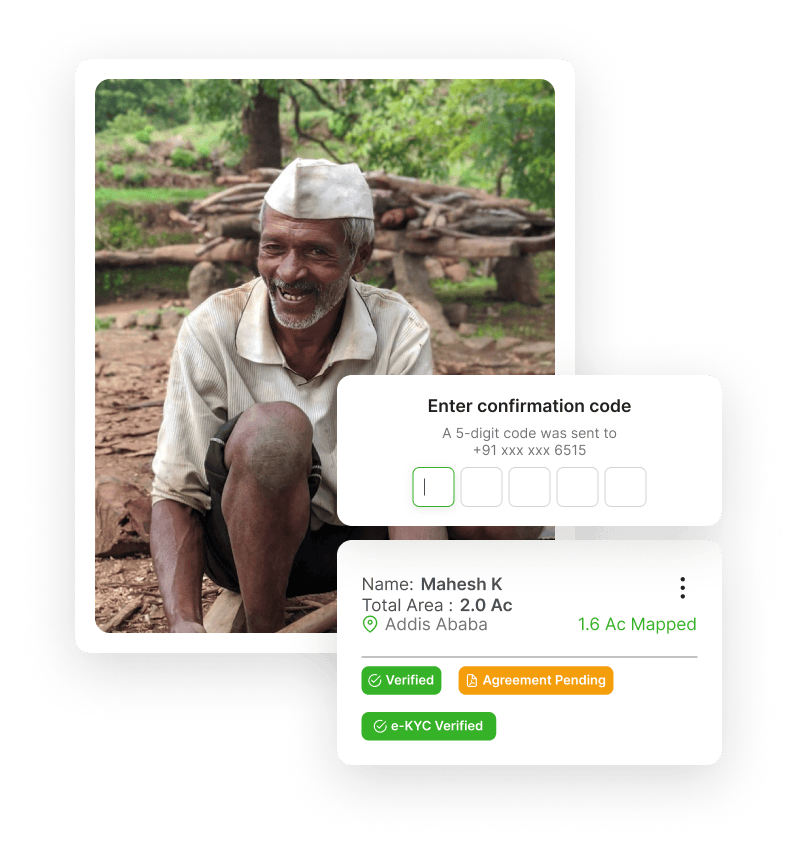 Enter confirmation code
A 5-digit code was sent to
+91 xxx xxx 6515
Name: Mahesh K
Total Area : 2.0 Ac
Addis Ababa
1.6 Ac Mapped
Verified
Agreement Pending
e-KYC Verified